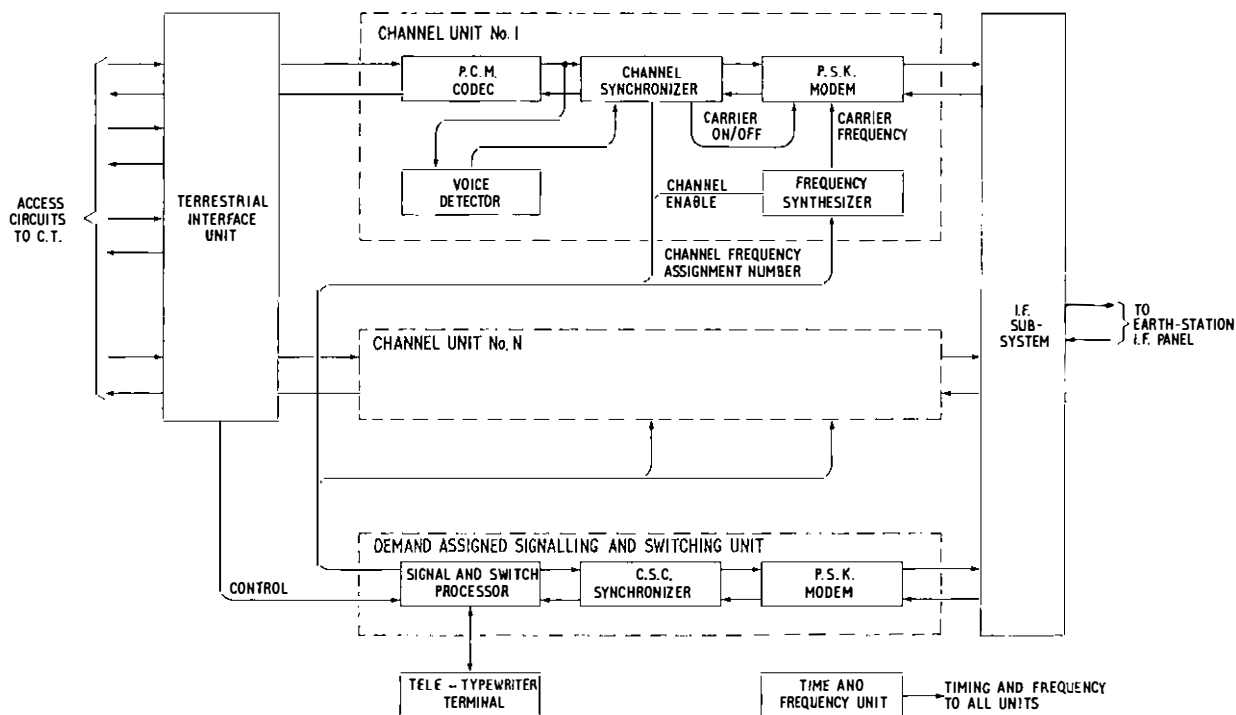 CHANNEL UNIT No. 1
P.C.M.
CODEC
CHANNEL
SYNCHRONIZER
P.S.K.
MODEM
CARRIER
ON/OFF
CARRIER
FREQUENCY
VOICE
DETECTOR
CHANNEL
ENABLE
FREQUENCY
SYNTHESIZER
ACCESS
CIRCUITS
TO C.T.
TERRESTRIAL
INTERFACE
UNIT
CHANNEL FREQUENCY
ASSIGNMENT NUMBER
I.F.
SUB-
SYSTEM
TO
EARTH-STATION
I.F. PANEL
CHANNEL UNIT No. N
DEMAND ASSIGNED SIGNALLING AND SWITCHING UNIT
CONTROL
SIGNAL AND SWITCH
PROCESSOR
C.S.C.
SYNCHRONIZER
P.S.K.
MODEM
TELE - TYPEWRITER
TERMINAL
TIME AND
FREQUENCY UNIT
TIMING AND FREQUENCY
TO ALL UNITS